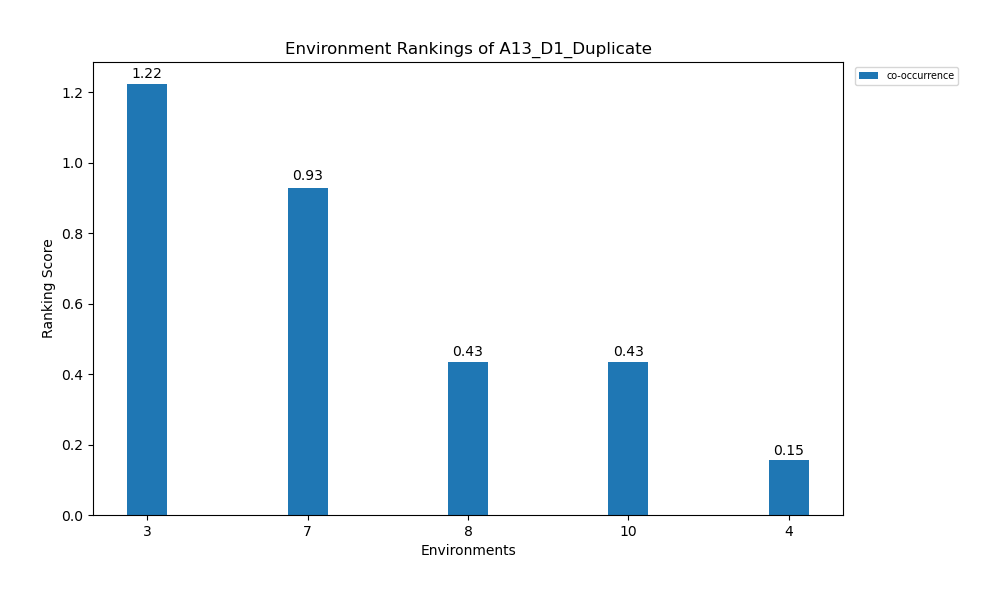 Environment Rankings of A13_D1_Duplicate
co-occurrence
1.22
0.93
0.43
0.43
0.15
1.2
1.0
0.8
0.6
0.4
0.2
0.0
Ranking Score
3 7 8 10 4
Environments